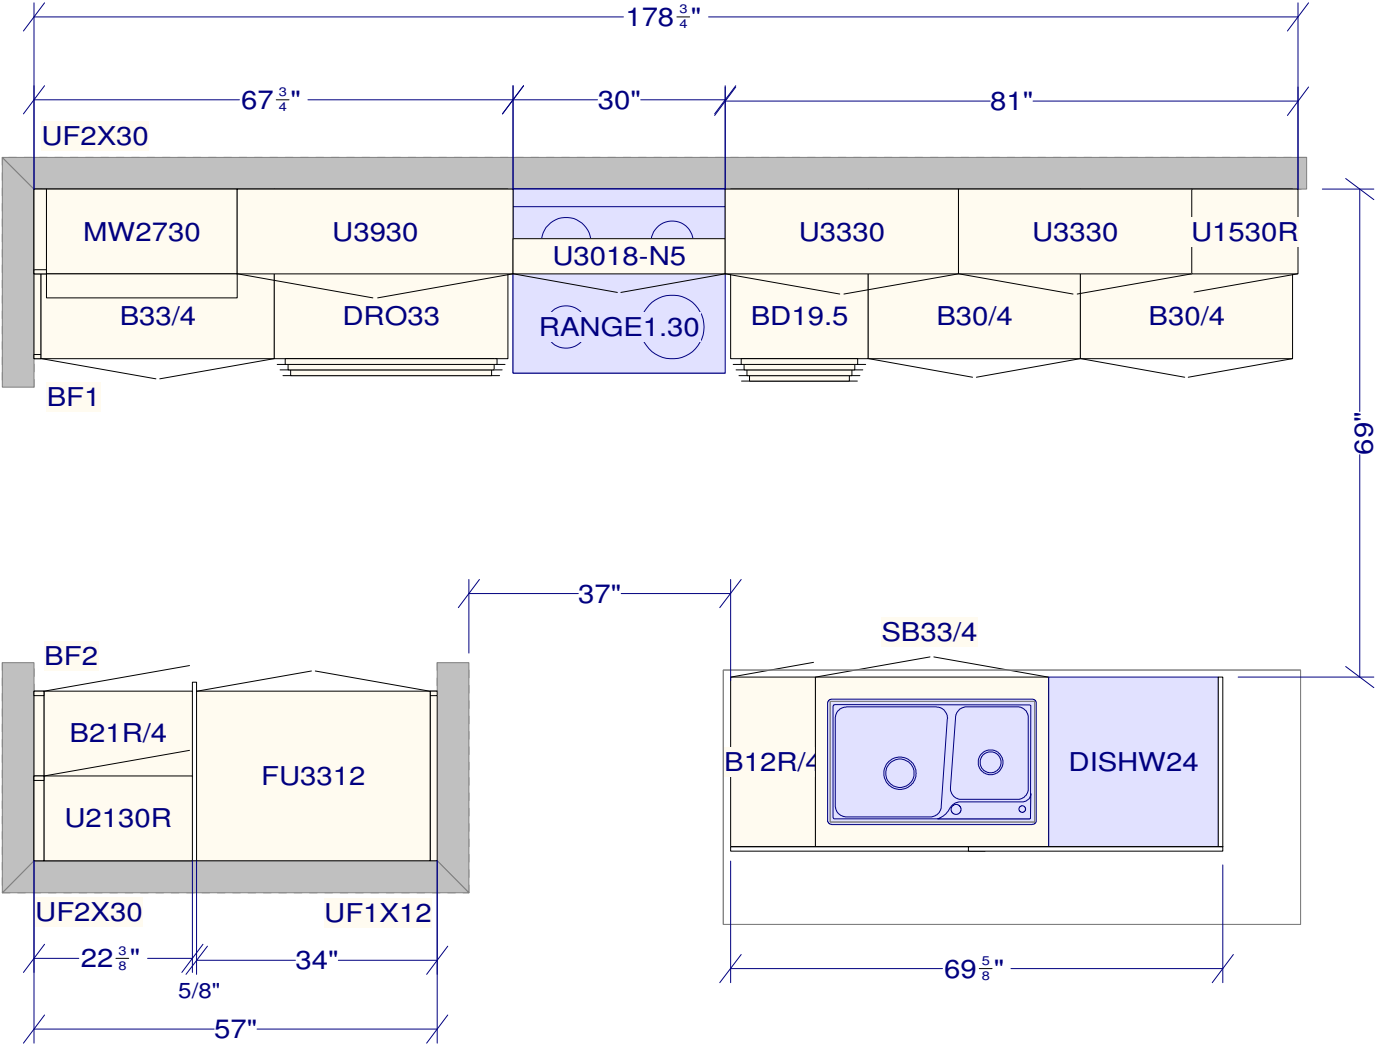 178 3/4"
67 3/4" 30" 81"
UF2X30
MW2730 U3930 U3018-N5 U3330 U3330 U1530R
B33/4 DRO33 RANGE1.30 BD19.5 B30/4 B30/4
BF1
69"
37"
BF2
SB33/4
B21R/4
FU3312
U2130R
B12R/4
DISHW24
UF2X30 UF1X12
22 3/8" 34"
5/8"
57"
69 5/8"